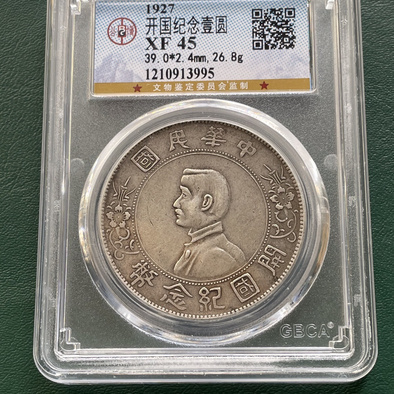 1927
开国纪念壹圆
XF 45
39.0*2.4mm,26.8g
1210913995
★文物鉴定委员会监制★
中華民國
開國紀念幣
GBCA®